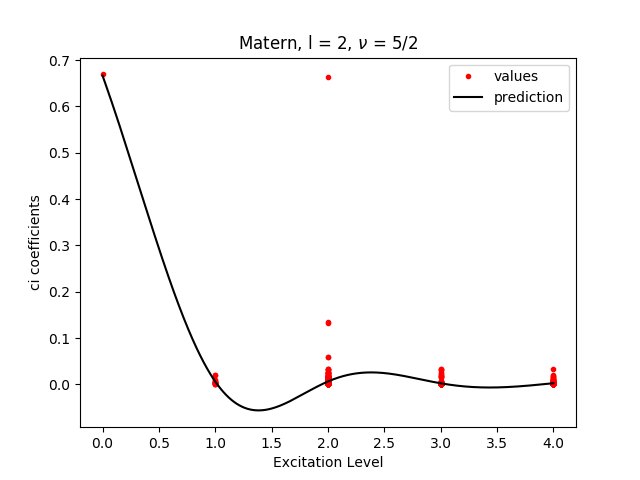 Matern, l = 2, ν = 5/2
values
prediction
ci coefficients
0.7
0.6
0.5
0.4
0.3
0.2
0.1
0.0
0.0 0.5 1.0 1.5 2.0 2.5 3.0 3.5 4.0
Excitation Level